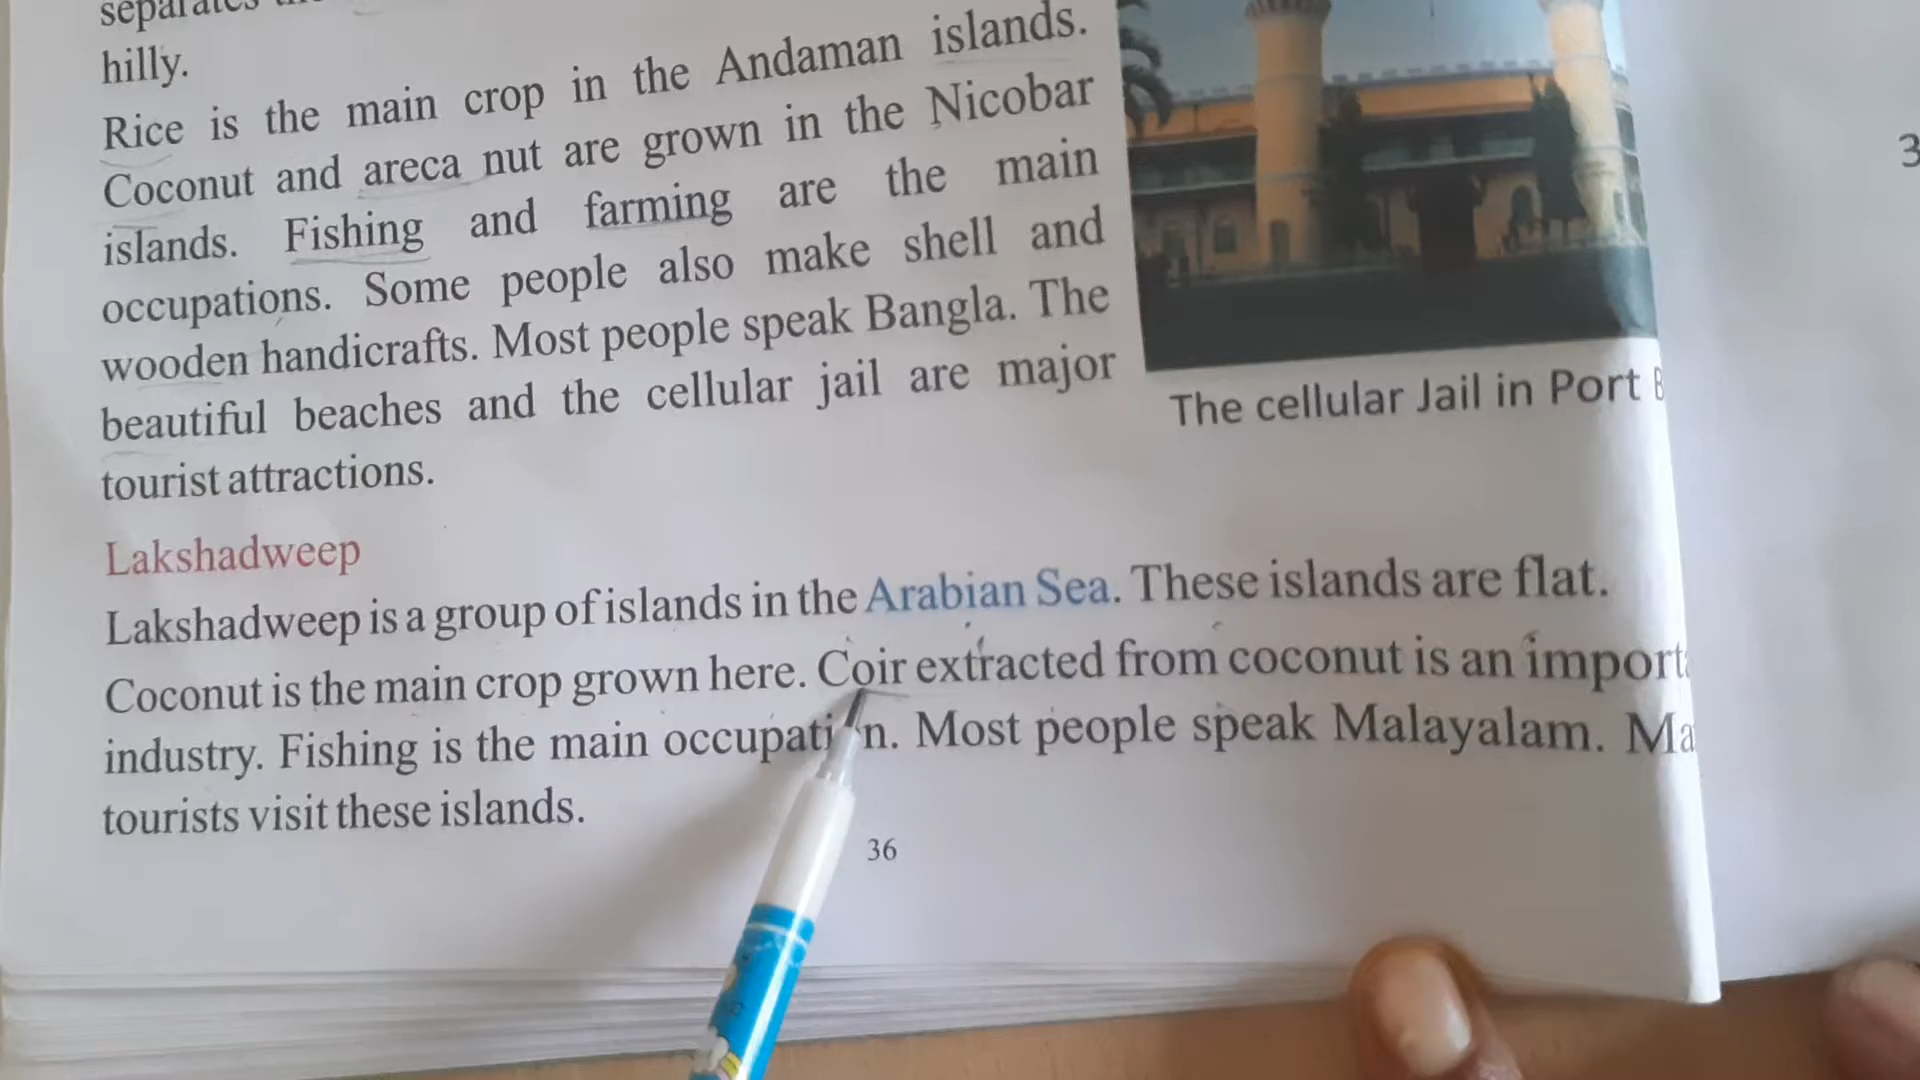 hilly.
Rice is the main crop in the Andaman islands.
Coconut and areca nut are grown in the Nicobar
islands. Fishing and farming are the main
occupations. Some people also make shell and
wooden handicrafts. Most people speak Bangla. The
beautiful beaches and the cellular jail are major
tourist attractions.
The cellular Jail in Port
Lakshadweep
Lakshadweep is a group of islands in the Arabian Sea. These islands are flat.
Coconut is the main crop grown here. Coir extracted from coconut is an
industry. Fishing is the main occupation. Most people speak Malayalam.
tourists visit these islands.
36
3